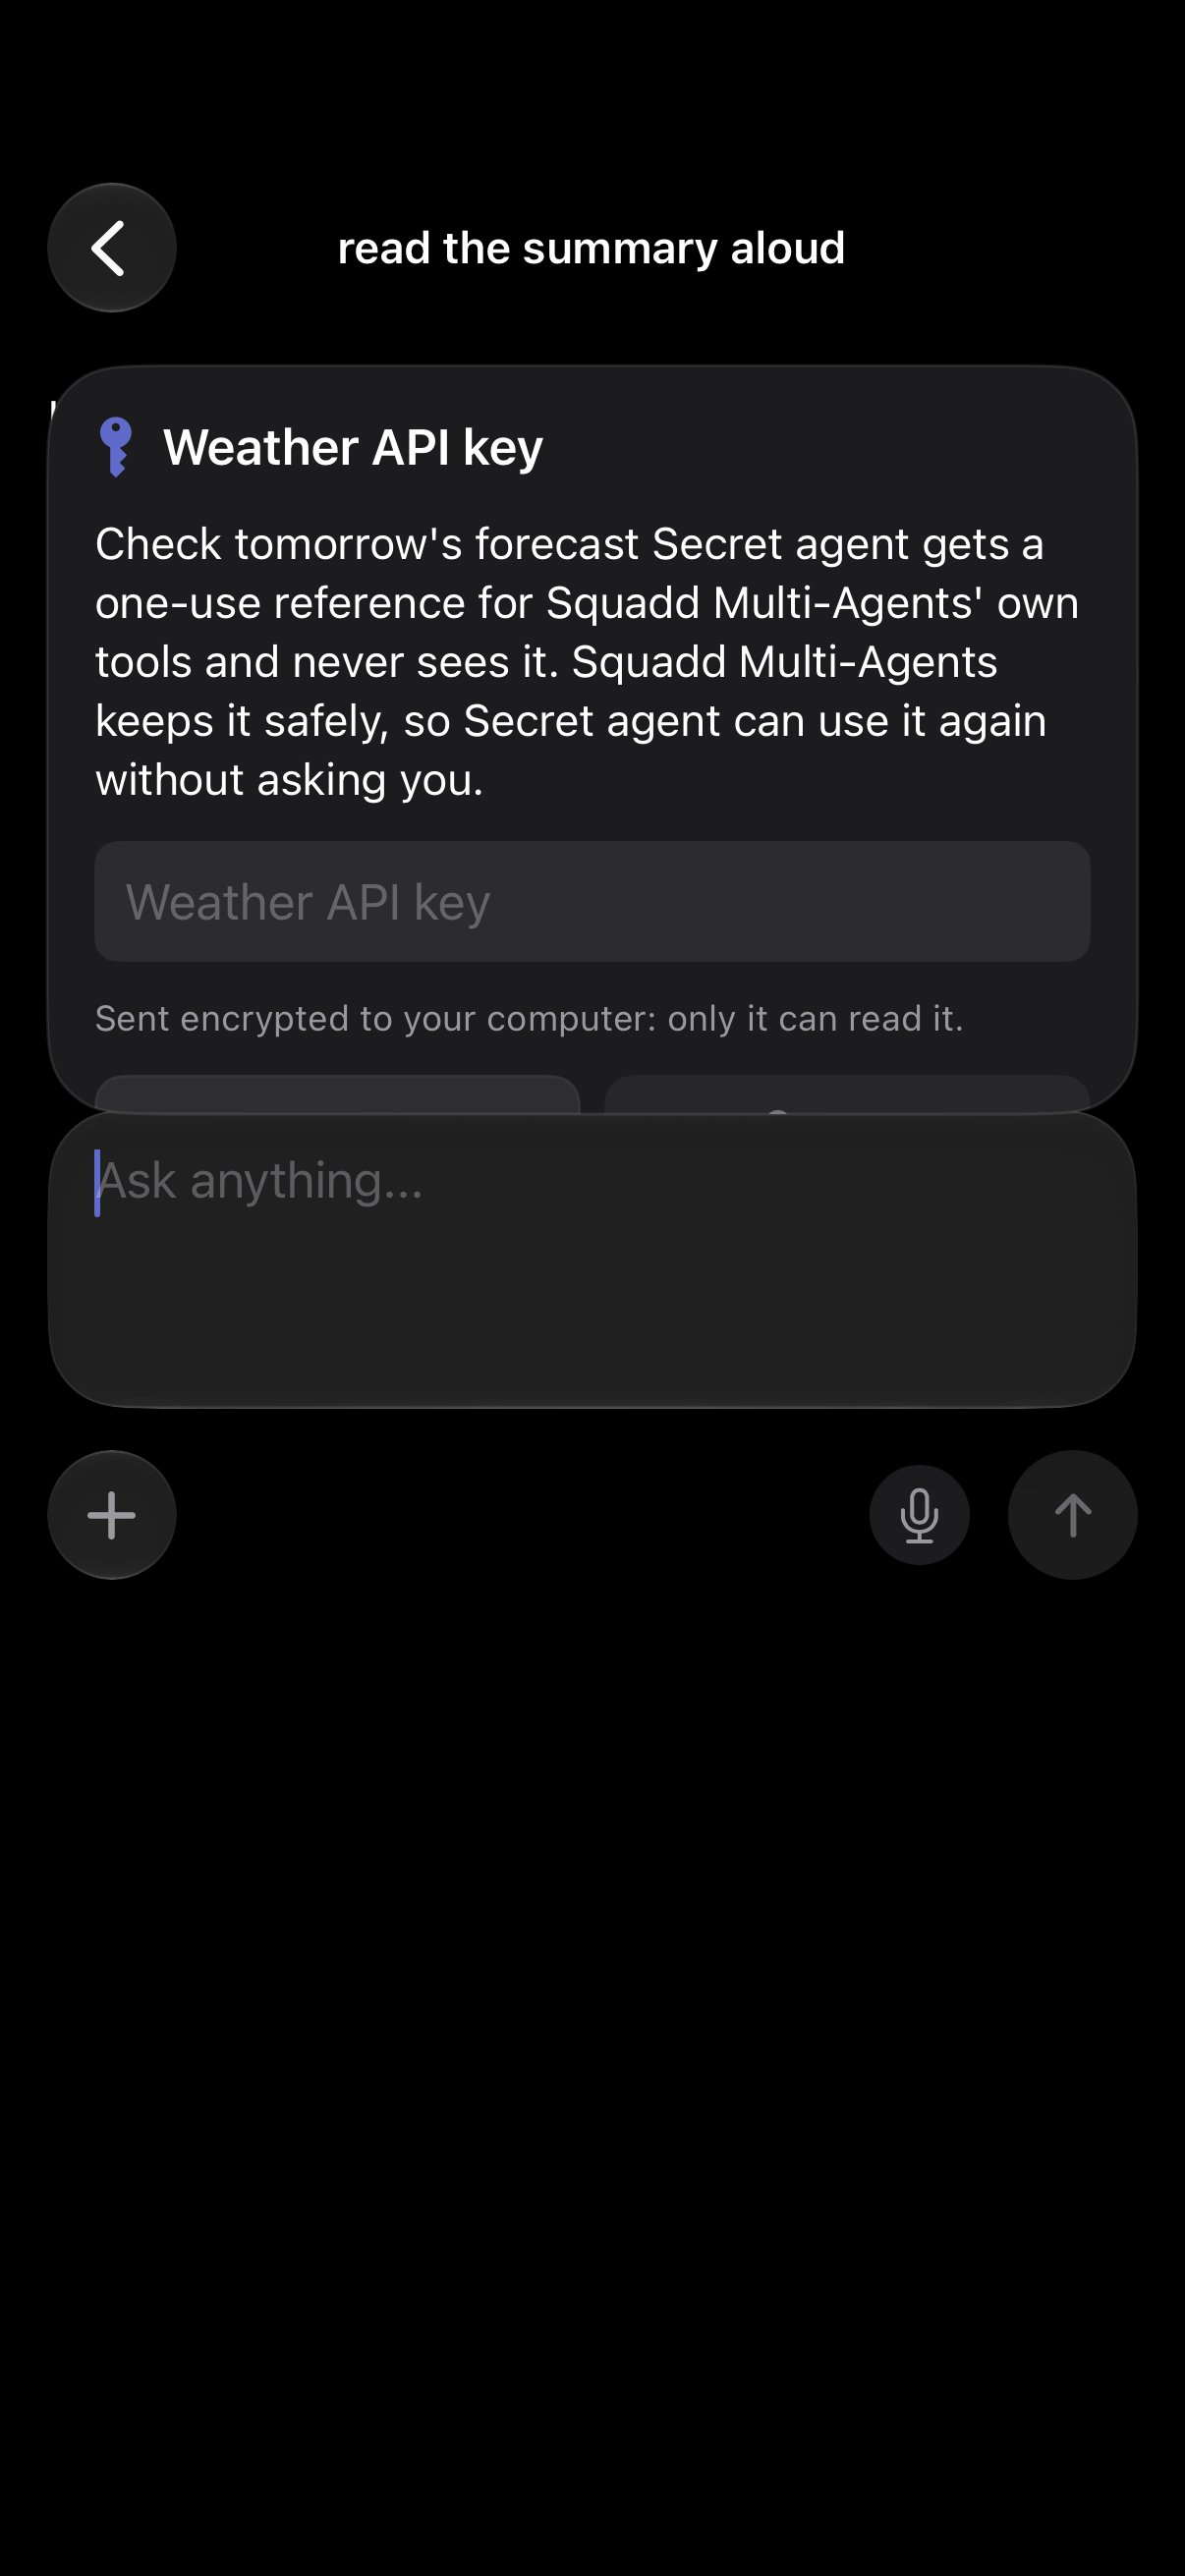 read the summary aloud
Weather API key
Check tomorrow's forecast Secret agent gets a
one-use reference for Squadd Multi-Agents' own
tools and never sees it. Squadd Multi-Agents
keeps it safely, so Secret agent can use it again
without asking you.
Weather API key
Sent encrypted to your computer: only it can read it.
Ask anything...